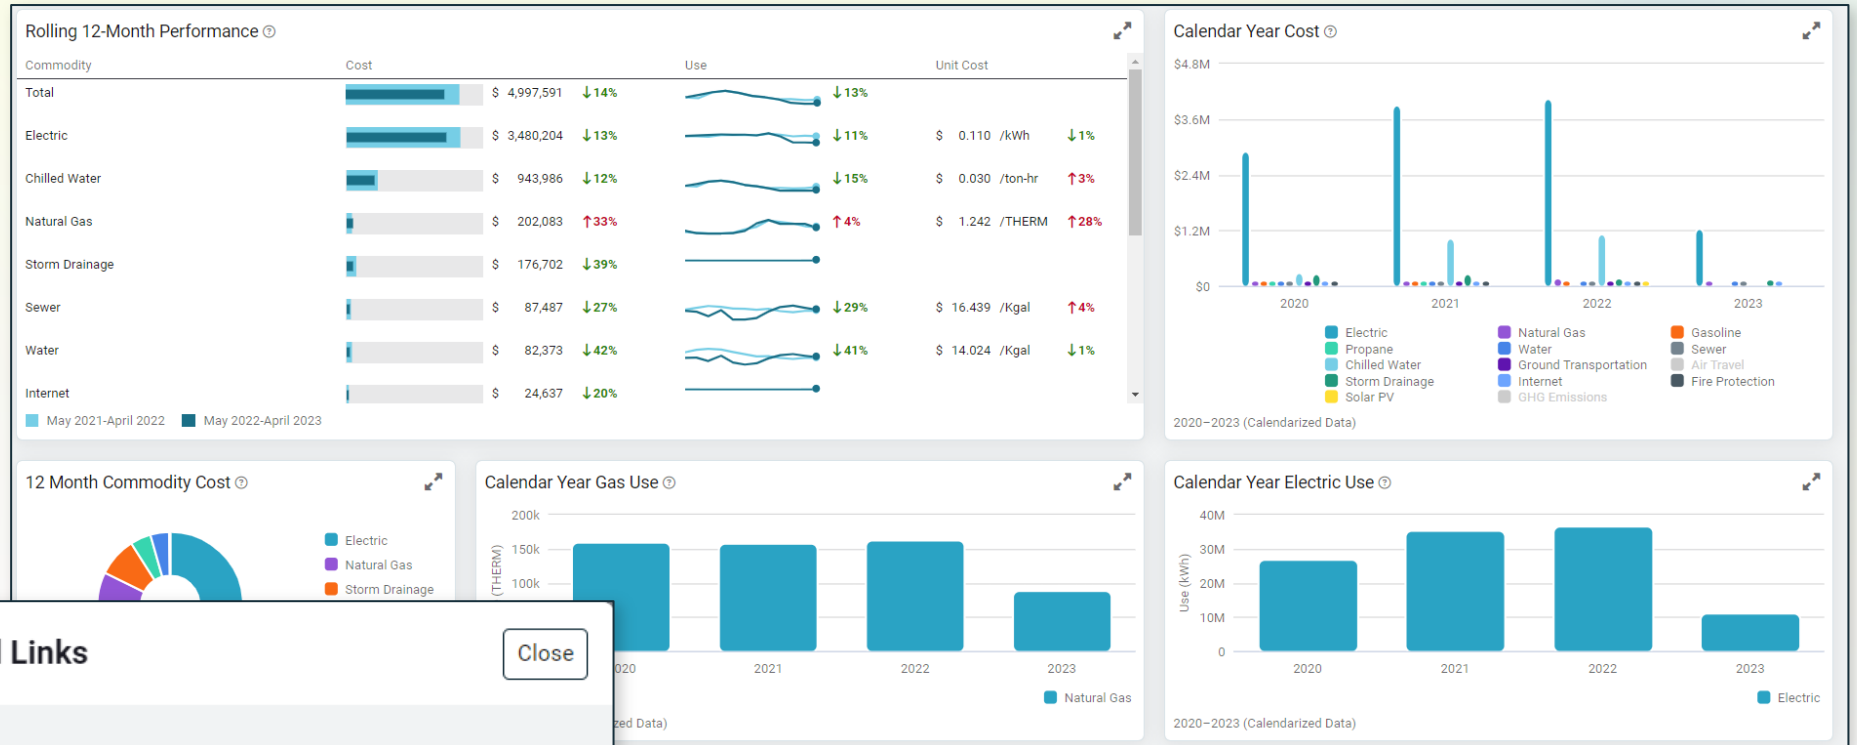 Rolling 12-Month Performance
Commodity Cost Use Unit Cost
Total $ 4,997,591 ↓14% ↓13%
Electric $ 3,480,204 ↓13% ↓11% $ 0.110 /kWh ↓1%
Chilled Water $ 943,986 ↓12% ↓15% $ 0.030 /ton-hr ↑3%
Natural Gas $ 202,083 ↑33% ↑4% $ 1.242 /THERM ↑28%
Storm Drainage $ 176,702 ↓39%
Sewer $ 87,487 ↓27% ↓29% $ 16.439 /Kgal ↑4%
Water $ 82,373 ↓42% ↓41% $ 14.024 /Kgal ↓1%
Internet $ 24,637 ↓20%
May 2021-April 2022 May 2022-April 2023
Calendar Year Cost
$4.8M
$3.6M
$2.4M
$1.2M
$0
2020 2021 2022 2023
Electric Natural Gas Gasoline
Propane Water Sewer
Chilled Water Ground Transportation Air Travel
Storm Drainage Internet Fire Protection
Solar PV GHG Emissions
2020–2023 (Calendarized Data)
12 Month Commodity Cost
Electric
Natural Gas
Storm Drainage
Links
Close
Calendar Year Gas Use
200k
150k
100k
(THERM)
020 2021 2022 2023
Natural Gas
zed Data)
Calendar Year Electric Use
40M
30M
20M
10M
0
Use (kWh)
2020 2021 2022 2023
Electric
2020–2023 (Calendarized Data)